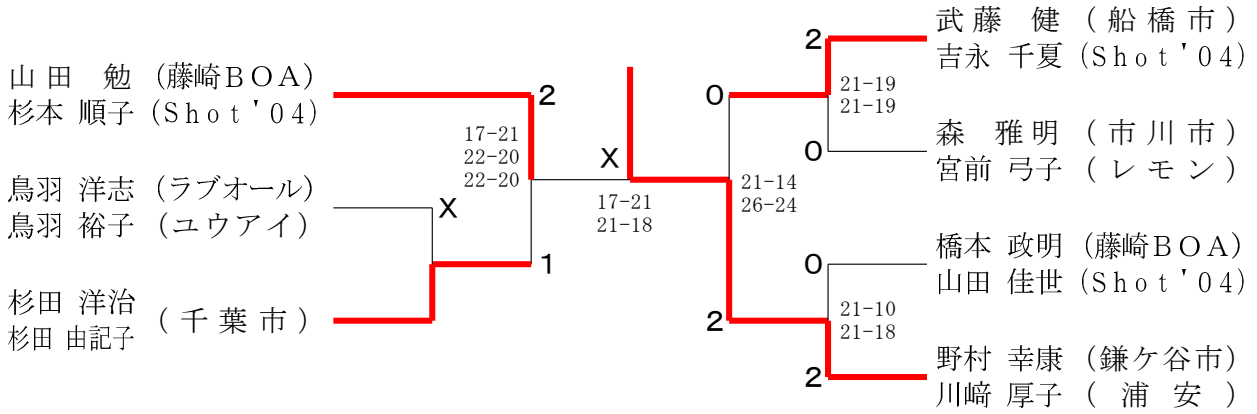 山田 勉 (藤崎BOA)
杉本 順子 (Shot'04)
鳥羽 洋志 (ラブオール)
鳥羽 裕子 (ユウアイ)
杉田 洋治
杉田 由記子
(千葉市)
2
17-21
22-20
22-20
X
1
X
17-21
21-18
0
21-14
26-24
2
2
21-19
21-19
0
0
21-10
21-18
2
武藤 健 (船橋市)
吉永 千夏 (Shot'04)
森 雅明 (市川市)
宮前 弓子 (レモン)
橋本 政明 (藤崎BOA)
山田 佳世 (Shot'04)
野村 幸康 (鎌ケ谷市)
川﨑 厚子 (浦安)